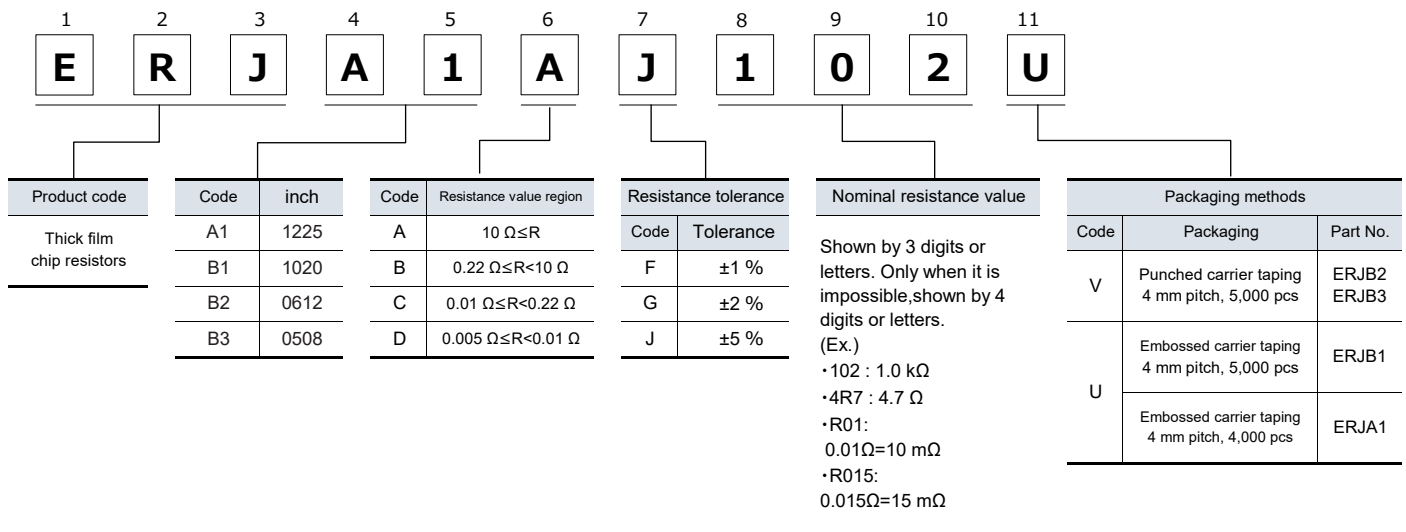 1 2 3 4 5 6 7 8 9 10 11
E R J A 1 A J 1 0 2 U
Product code
Thick film
chip resistors
Code inch
A1 1225
B1 1020
B2 0612
B3 0508
Code Resistance value region
A 10 Ω≤R
B 0.22 Ω≤R<10 Ω
C 0.01 Ω≤R<0.22 Ω
D 0.005 Ω≤R<0.01 Ω
Resistance tolerance
Code Tolerance
F ±1 %
G ±2 %
J ±5 %
Nominal resistance value
Shown by 3 digits or
letters. Only when it is
impossible,shown by 4
digits or letters.
(Ex.)
・102 : 1.0 kΩ
・4R7 : 4.7 Ω
・R01:
0.01Ω=10 mΩ
・R015:
0.015Ω=15 mΩ
Packaging methods
Code Packaging Part No.
V Punched carrier taping
4 mm pitch, 5,000 pcs
ERJB2
ERJB3
U Embossed carrier taping
4 mm pitch, 5,000 pcs
ERJB1
Embossed carrier taping
4 mm pitch, 4,000 pcs
ERJA1